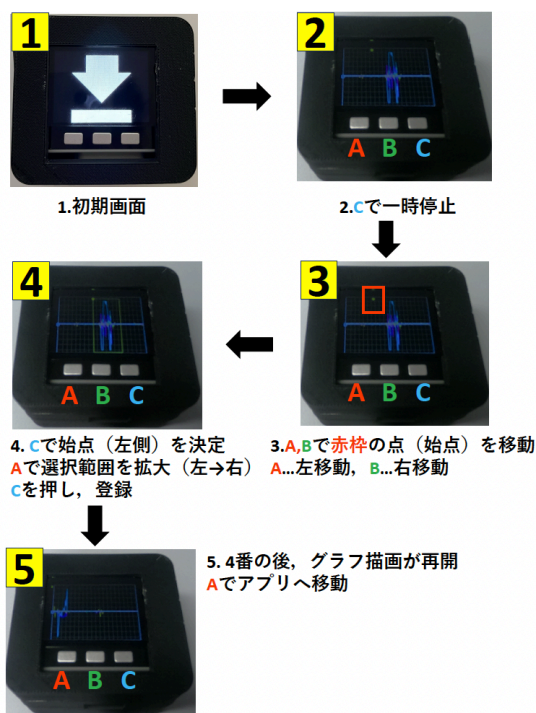 1
1.初期画面
2
A B C
2.Cで一時停止
3
A B C
3.A,Bで赤枠の点（始点）を移動
A…左移動，B…右移動
4
A B C
4. Cで始点（左側）を決定
Aで選択範囲を拡大（左→右）
Cを押し，登録
5
A B C
5. 4番の後，グラフ描画が再開
Aでアプリへ移動